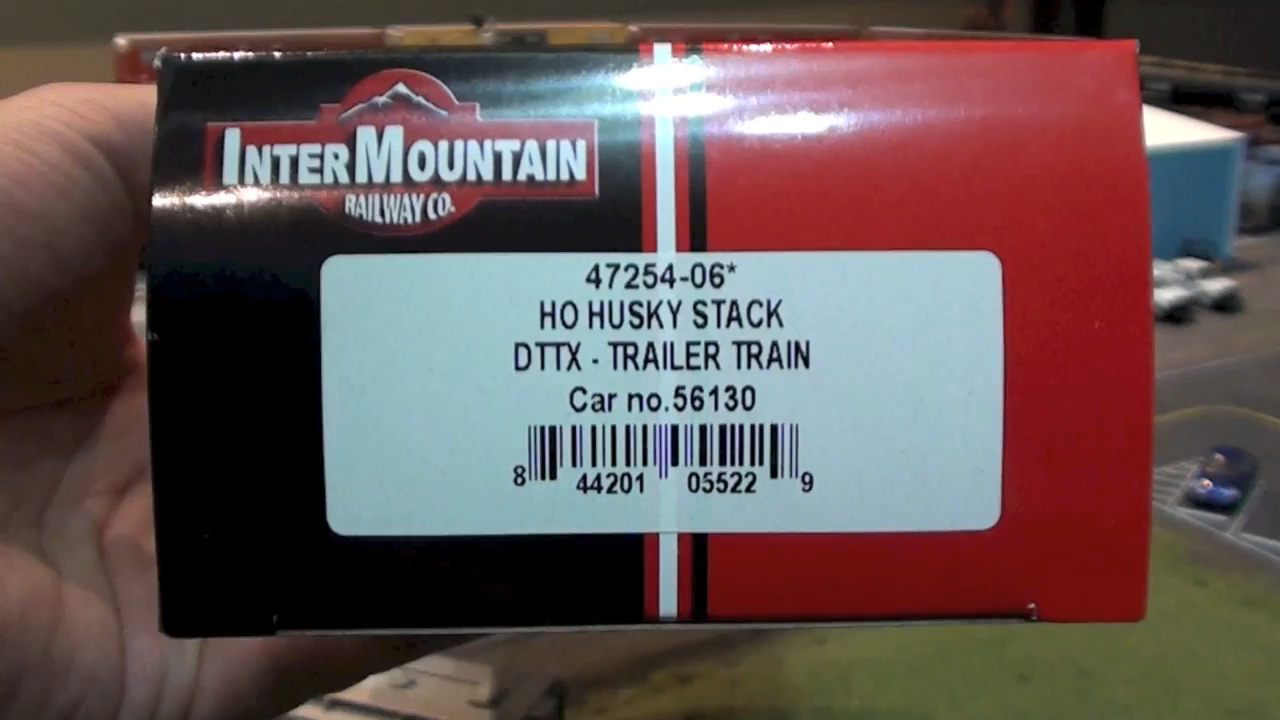 INTERMOUNTAIN
RAILWAY CO.
47254-06*
HO HUSKY STACK
DTTX - TRAILER TRAIN
Car no.56130
8 44201 05522 9